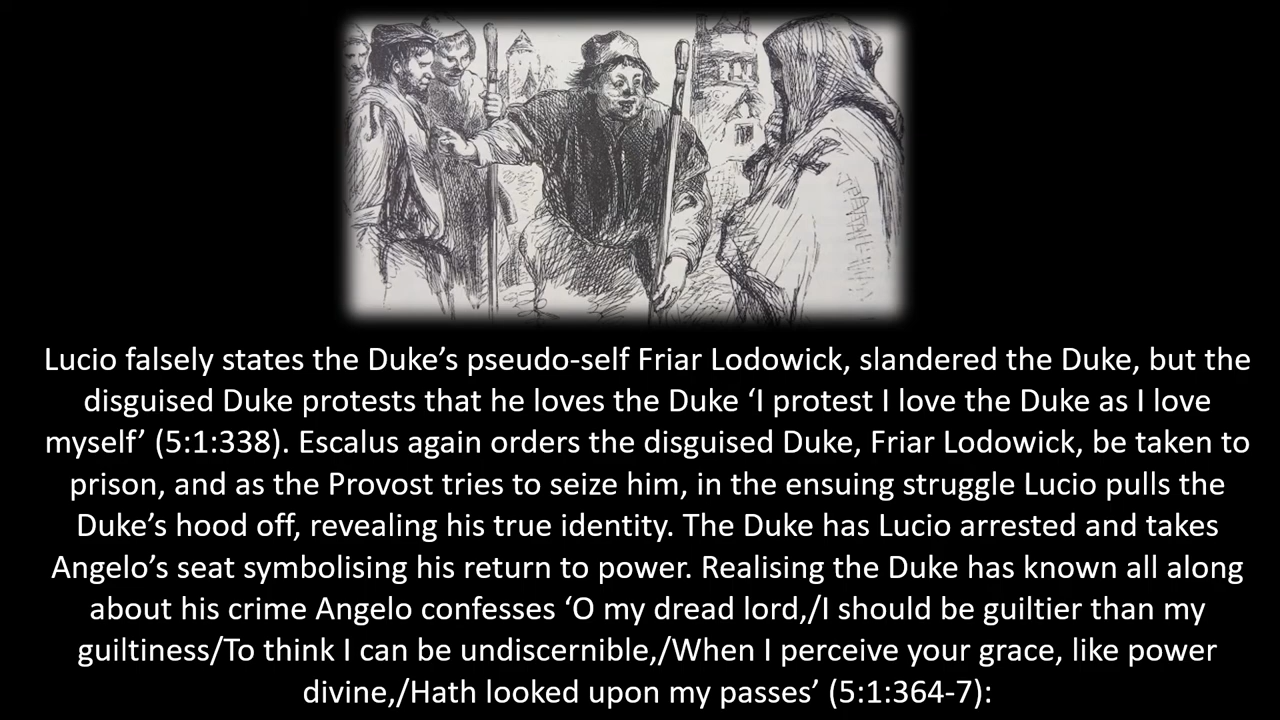 Lucio falsely states the Duke’s pseudo-self Friar Lodowick, slandered the Duke, but the
disguised Duke protests that he loves the Duke ‘I protest I love the Duke as I love
myself’ (5:1:338). Escalus again orders the disguised Duke, Friar Lodowick, be taken to
prison, and as the Provost tries to seize him, in the ensuing struggle Lucio pulls the
Duke’s hood off, revealing his true identity. The Duke has Lucio arrested and takes
Angelo’s seat symbolising his return to power. Realising the Duke has known all along
about his crime Angelo confesses ‘O my dread lord,/I should be guiltier than my
guiltiness/To think I can be undiscernible,/When I perceive your grace, like power
divine,/Hath looked upon my passes’ (5:1:364-7):